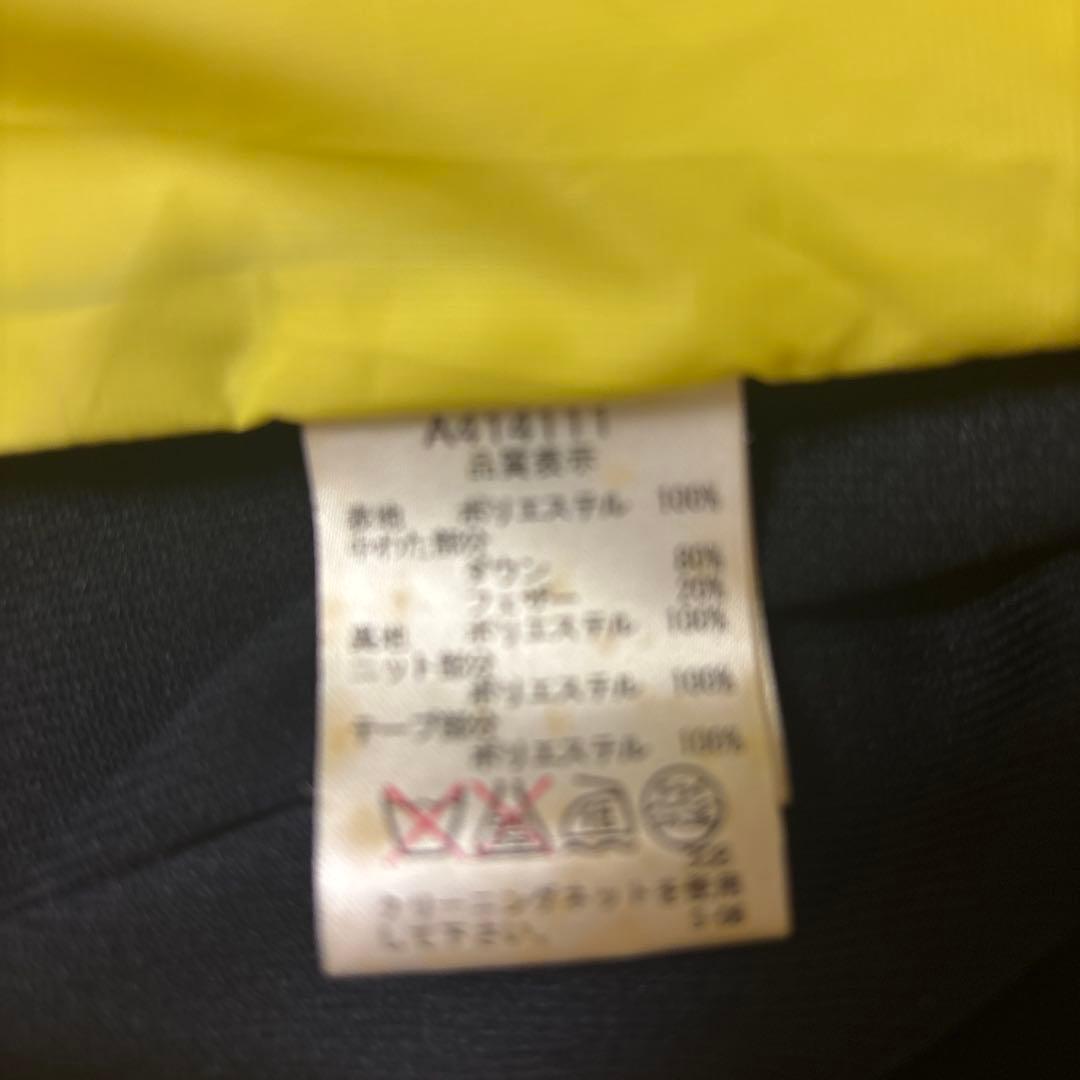 A414111
品質表示
表地 ポリエステル 100%
中わた部分
ダウン 80%
フェザー 20%
裏地 ポリエステル 100%
ニット部分
ポリエステル 100%
テープ部分
ポリエステル 100%
クリーニングネットを使用
して下さい。